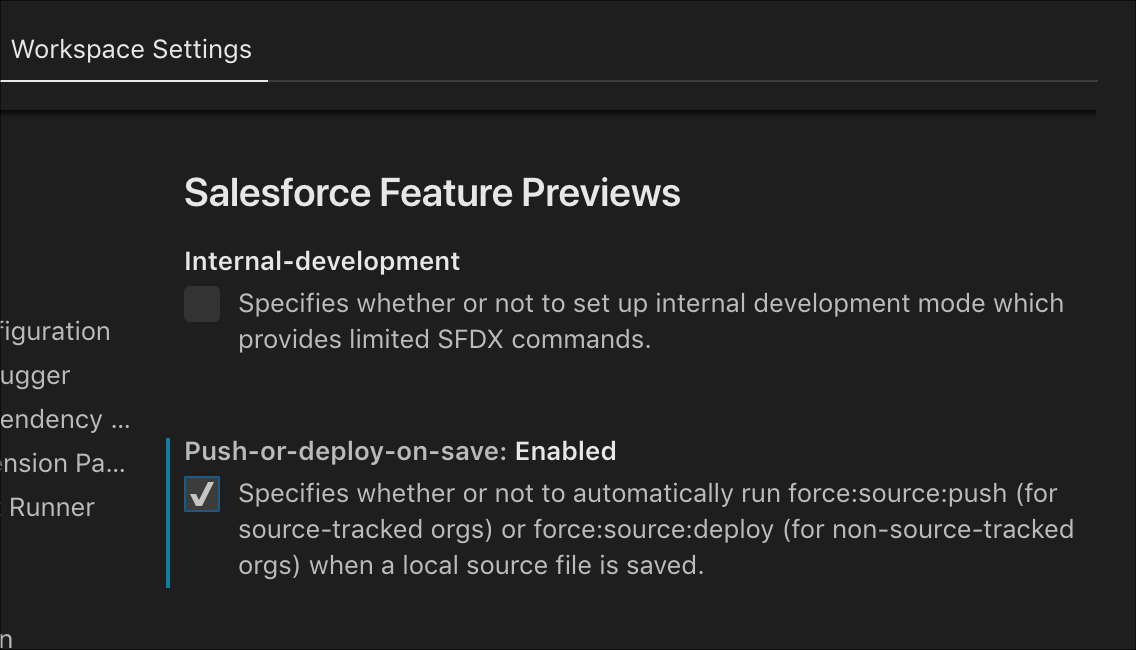 Workspace Settings
Salesforce Feature Previews
Internal-development
Specifies whether or not to set up internal development mode which
provides limited SFDX commands.
figuration
ugger
endency ...
ension Pa...
Runner
Push-or-deploy-on-save: Enabled
Specifies whether or not to automatically run force:source:push (for
source-tracked orgs) or force:source:deploy (for non-source-tracked
orgs) when a local source file is saved.
n